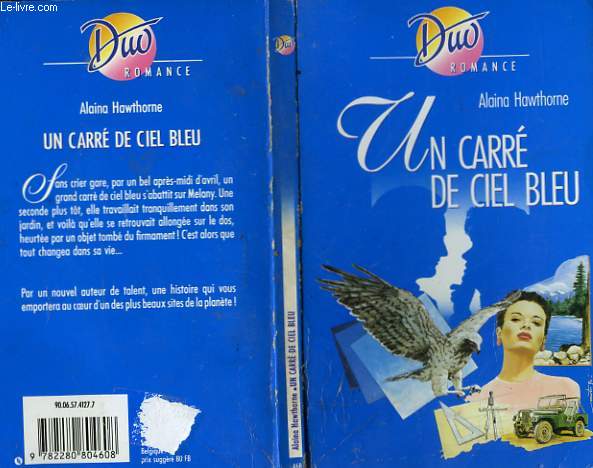 Le-livre.com
Duo
ROMANCE
Alaina Hawthorne
UN CARRÉ DE CIEL BLEU
Sans crier gare, par un bel après-midi d'avril, un
grand carré de ciel bleu s'abattit sur Melany. Une
seconde plus tôt, elle travaillait tranquillement dans son
jardin, et voilà qu'elle se retrouvait allongée sur le dos,
heurtée par un objet tombé du firmament ! C'est alors que
tout changea dans sa vie...
Par un nouvel auteur de talent, une histoire qui vous
emportera au cœur d'un des plus beaux sites de la planète !
90.06.57.4127.7
9 782280 804608
Belgique
prix suggéré 80 FB
Duo
Alaina Hawthorne • UN CARRÉ DE CIEL BLEU
Duo
ROMANCE
Alaina Hawthorne
UN CARRÉ
DE CIEL BLEU